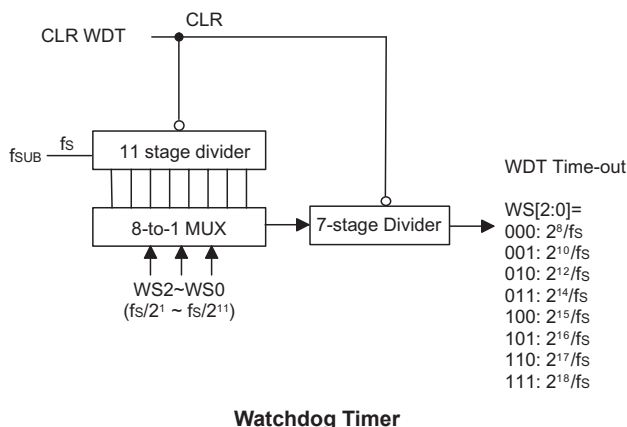 CLR
CLR WDT
fS
fSUB
11 stage divider
8-to-1 MUX
7-stage Divider
WS2~WS0
(fS/2¹ ~ fS/2¹¹)
WDT Time-out
WS[2:0]=
000: 2⁸/fS
001: 2¹⁰/fS
010: 2¹²/fS
011: 2¹⁴/fS
100: 2¹⁵/fS
101: 2¹⁶/fS
110: 2¹⁷/fS
111: 2¹⁸/fS
Watchdog Timer